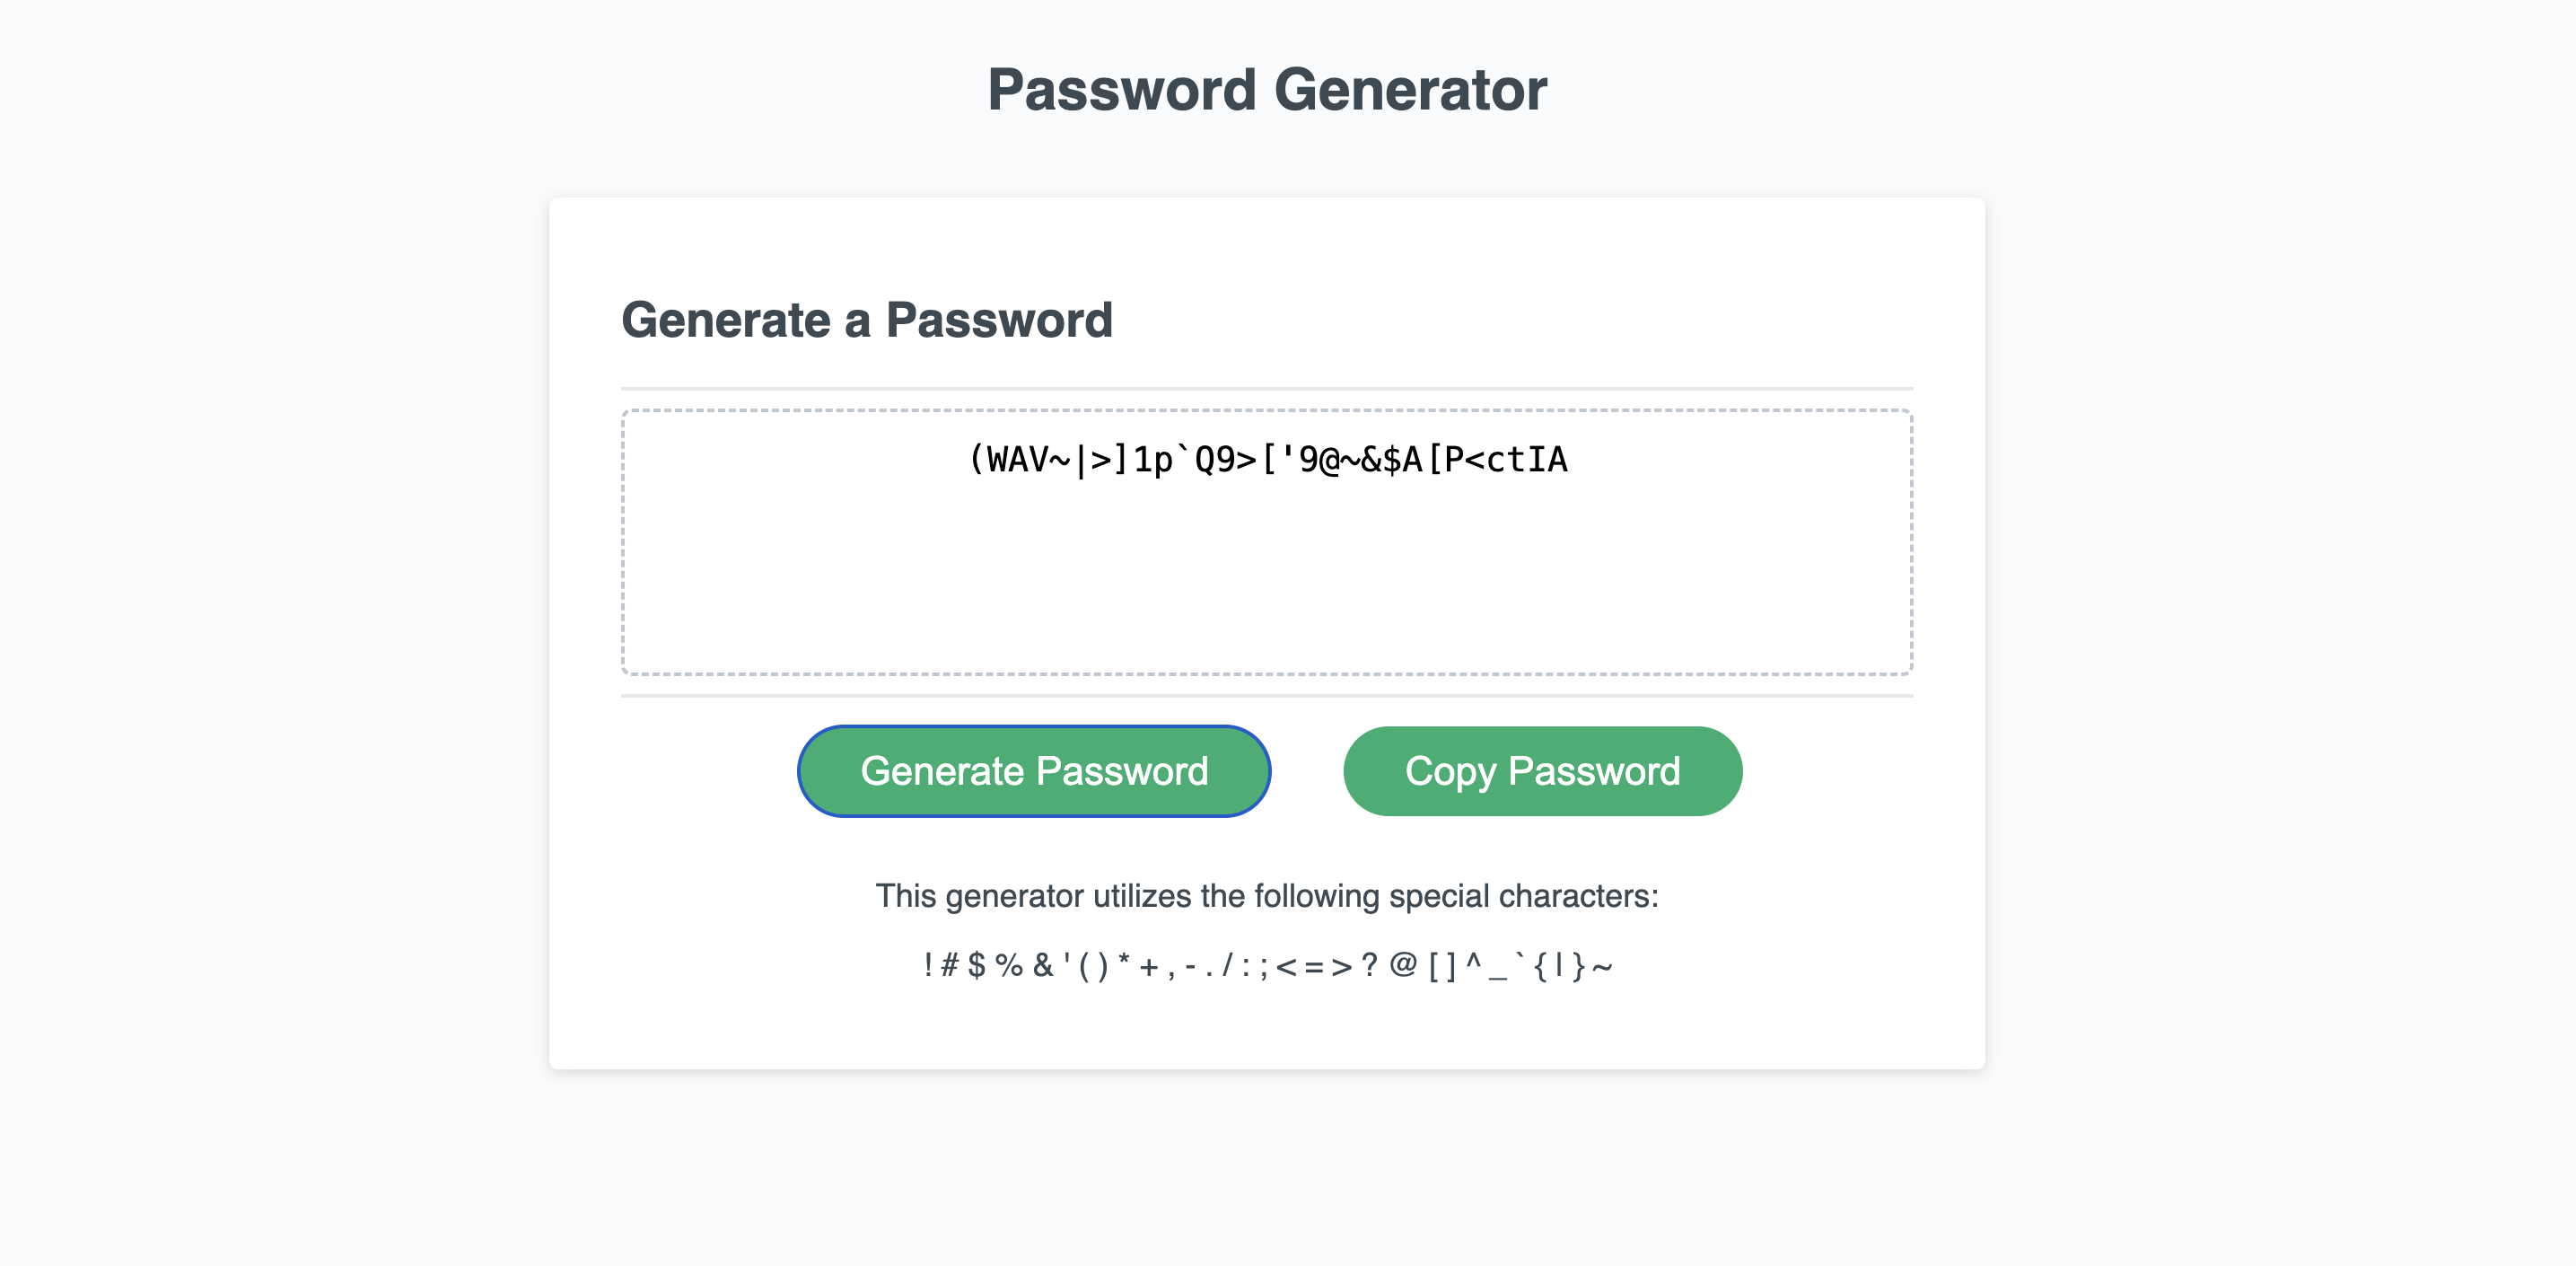 Password Generator
Generate a Password
(WAV~|>]1p`Q9>['9@~&$A[P<ctIA
Generate Password
Copy Password
This generator utilizes the following special characters:
! # $ % & ' ( ) * + , - . / : ; < = > ? @ [ ] ^ _ ` { | } ~